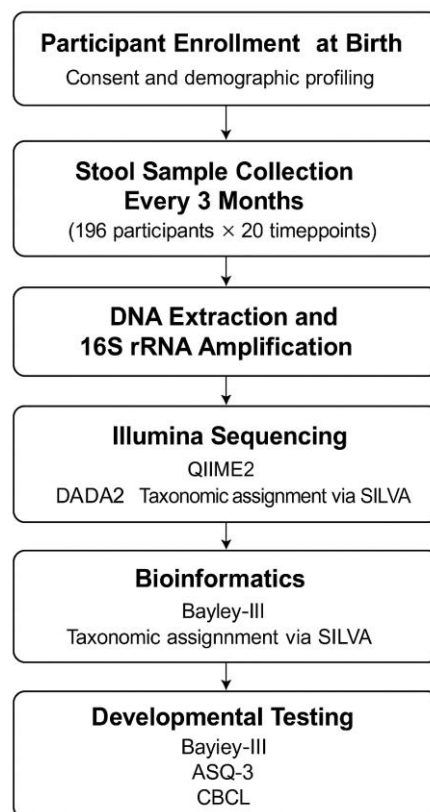 Participant Enrollment at Birth
Consent and demographic profiling
Stool Sample Collection
Every 3 Months
(196 participants × 20 timeppoints)
DNA Extraction and
16S rRNA Amplification
Illumina Sequencing
QIIME2
DADA2 Taxonomic assignment via SILVA
Bioinformatics
Bayley-III
Taxonomic assignnment via SILVA
Developmental Testing
Bayiey-III
ASQ-3
CBCL